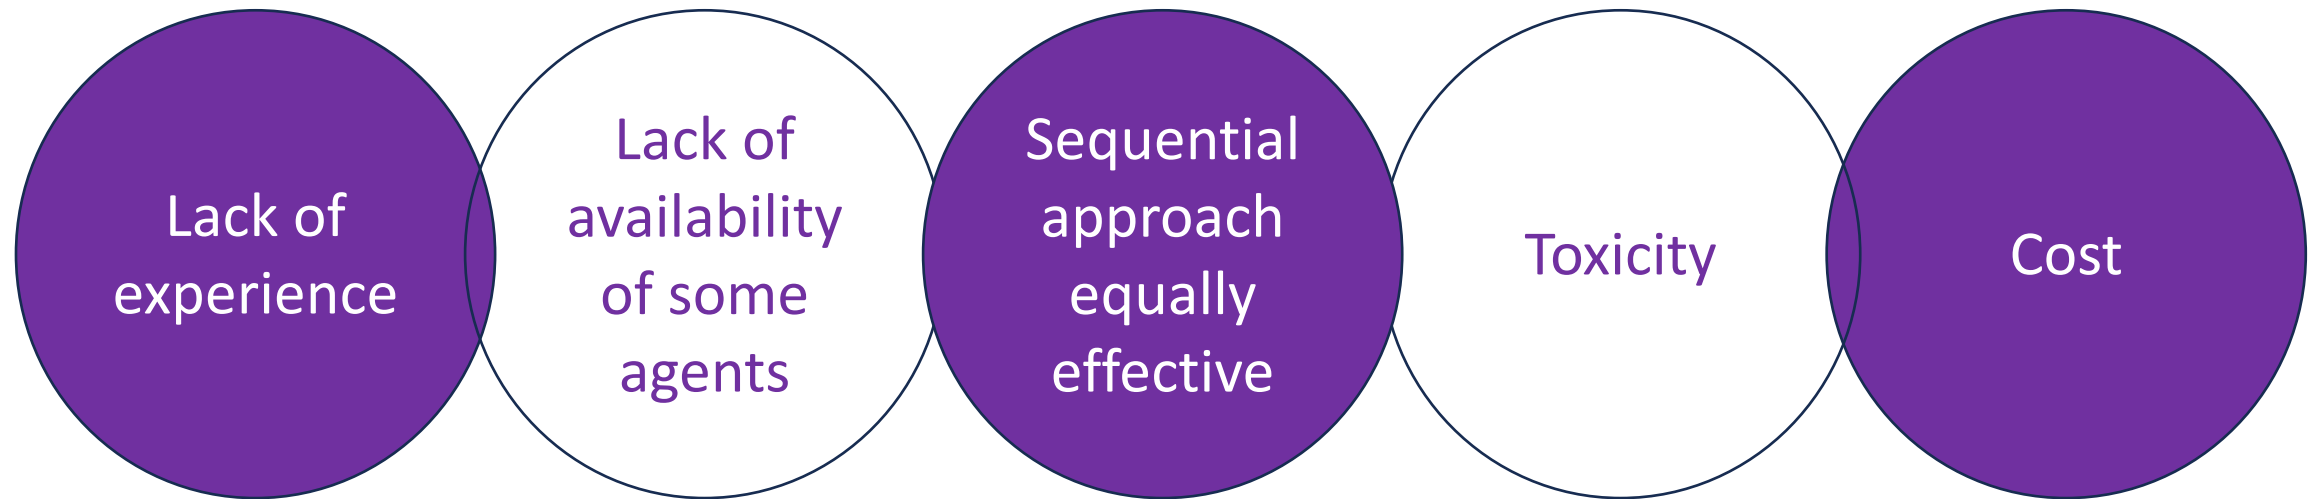 Lack of
experience
Lack of
availability
of some
agents
Sequential
approach
equally
effective
Toxicity
Cost